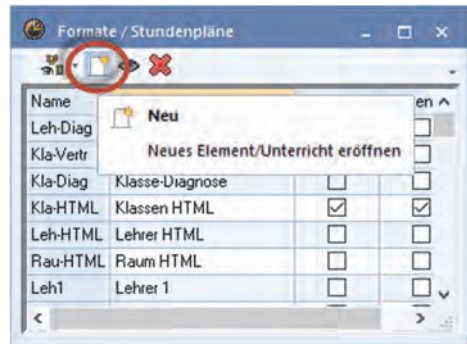 Formate / Stundenpläne
Name en
Neu
Leh-Diag
Neues Element/Unterricht eröffnen
Kla-Vertr
Kla-Diag Klasse-Diagnose
Kla-HTML Klassen HTML
Leh-HTML Lehrer HTML
Rau-HTML Raum HTML
Leh1 Lehrer 1